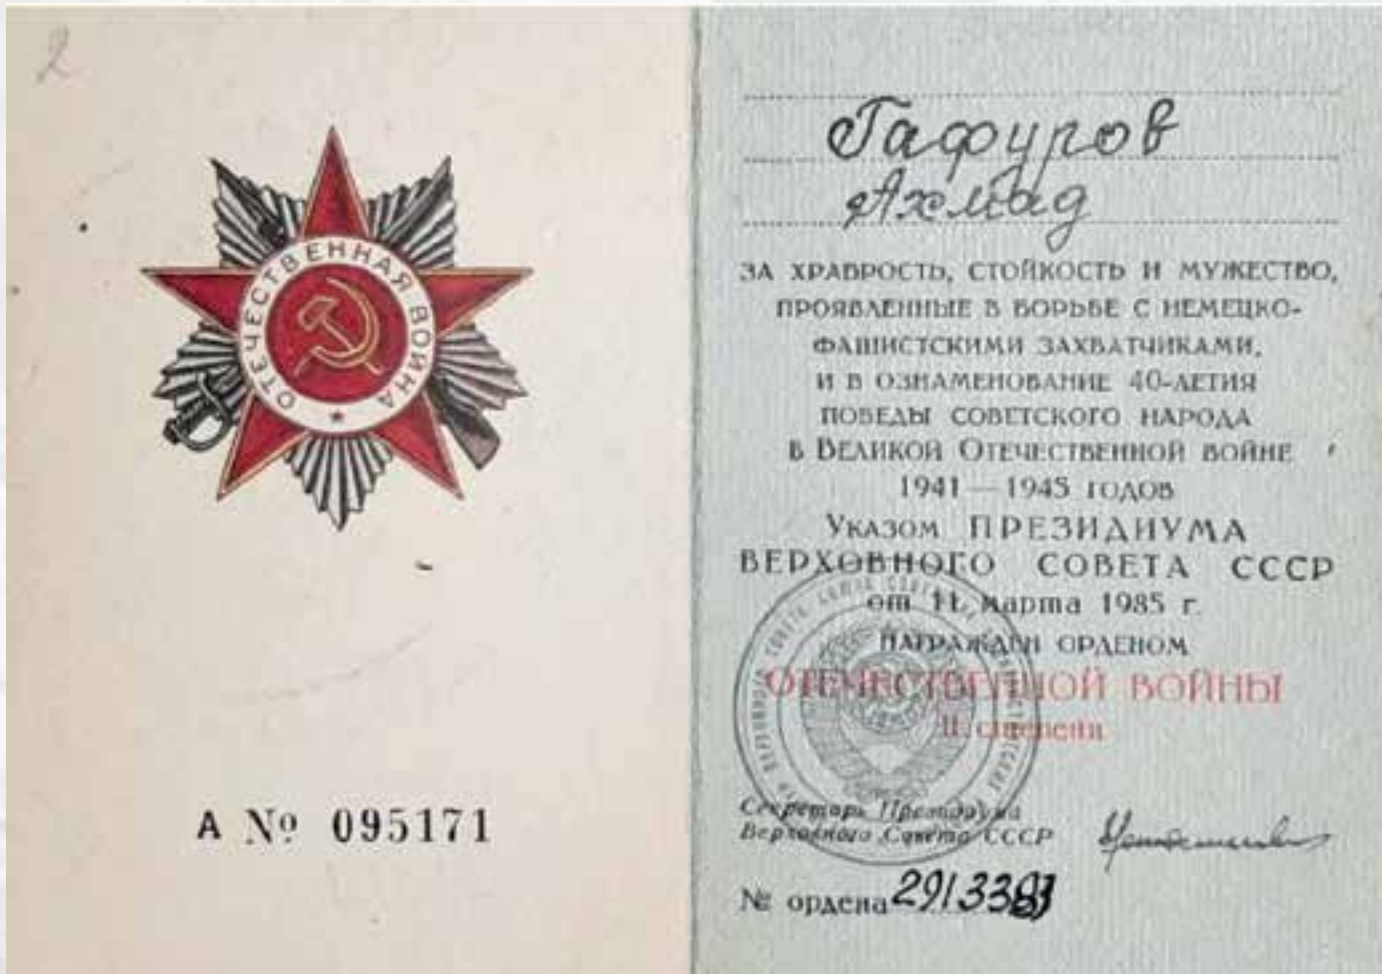 2
ОТЕЧЕСТВЕННАЯ ВОЙНА
А № 095171
Гафуров
Ахмад
ЗА ХРАБРОСТЬ, СТОЙКОСТЬ И МУЖЕСТВО,
ПРОЯВЛЕННЫЕ В БОРЬБЕ С НЕМЕЦКО-
ФАШИСТСКИМИ ЗАХВАТЧИКАМИ,
И В ОЗНАМЕНОВАНИЕ 40-ЛЕТИЯ
ПОБЕДЫ СОВЕТСКОГО НАРОДА
В ВЕЛИКОЙ ОТЕЧЕСТВЕННОЙ ВОЙНЕ
1941—1945 ГОДОВ
УКАЗОМ ПРЕЗИДИУМА
ВЕРХОВНОГО СОВЕТА СССР
от 11 марта 1985 г.
НАГРАЖДЕН ОРДЕНОМ
ОТЕЧЕСТВЕННОЙ ВОЙНЫ
II степени
Секретарь Президиума
Верховного Совета СССР
№ ордена